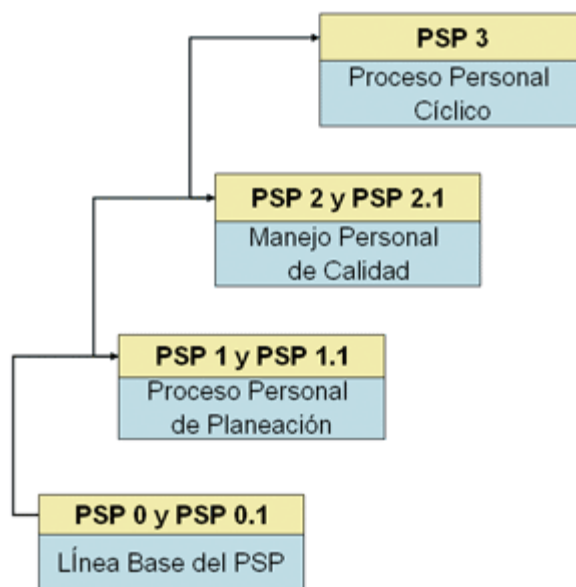 PSP 3
Proceso Personal
Cíclico
PSP 2 y PSP 2.1
Manejo Personal
de Calidad
PSP 1 y PSP 1.1
Proceso Personal
de Planeación
PSP 0 y PSP 0.1
LÍnea Base del PSP